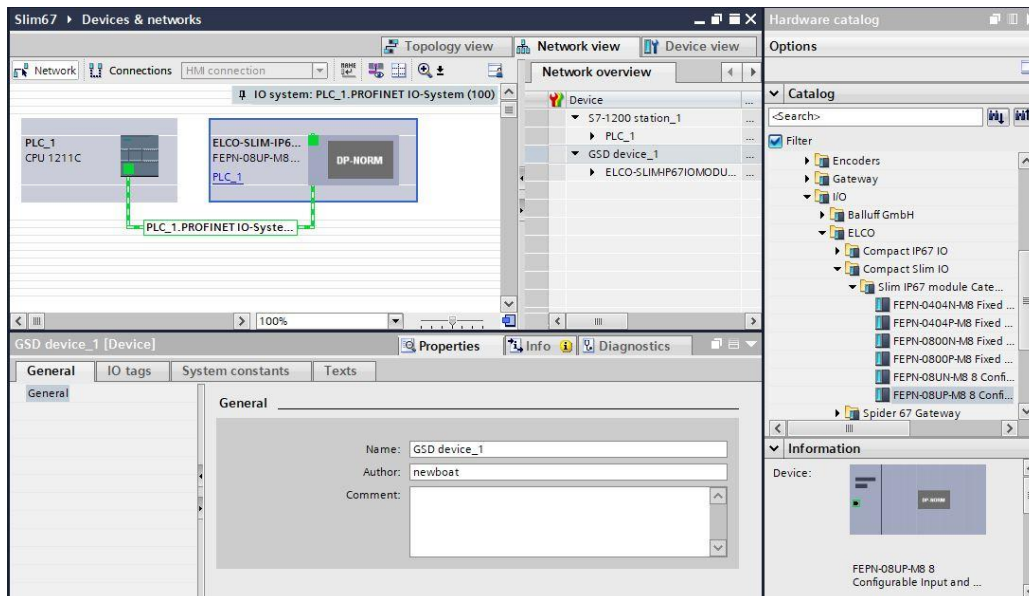 Slim67 ▸ Devices & networks
Topology view
Network view
Device view
Network
Connections
HMI connection
IO system: PLC_1.PROFINET IO-System (100)
PLC_1
CPU 1211C
ELCO-SLIM-IP6...
FEPN-08UP-M8...
PLC_1
DP-NORM
PLC_1.PROFINET IO-Syste...
100%
Network overview
Device
...
S7-1200 station_1
...
PLC_1
...
GSD device_1
...
ELCO-SLIM-IP67IOMODU...
...
GSD device_1 [Device]
Properties
Info
Diagnostics
General
IO tags
System constants
Texts
General
General
Name:
GSD device_1
Author:
newboat
Comment:
Hardware catalog
Options
Catalog
<Search>
Filter
Encoders
Gateway
I/O
Balluff GmbH
ELCO
Compact IP67 IO
Compact Slim IO
Slim IP67 module Cate...
FEPN-0404N-M8 Fixed ...
FEPN-0404P-M8 Fixed ...
FEPN-0800N-M8 Fixed ...
FEPN-0800P-M8 Fixed ...
FEPN-08UN-M8 8 Confi...
FEPN-08UP-M8 8 Confi...
Spider 67 Gateway
Information
Device:
DP-NORM
FEPN-08UP-M8 8
Configurable Input and ...